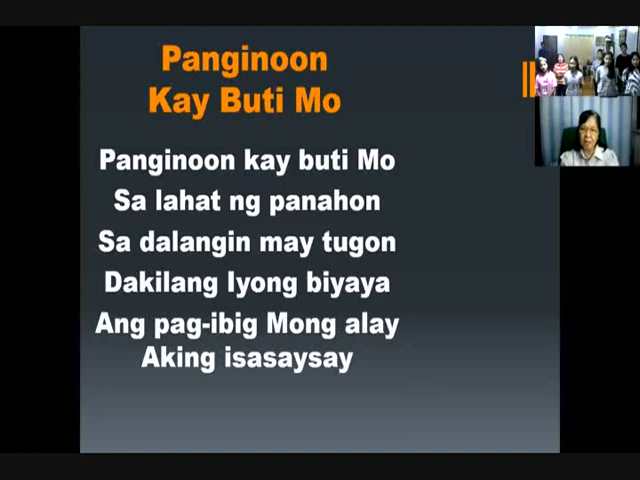 Panginoon
Kay Buti Mo
Panginoon kay buti Mo
Sa lahat ng panahon
Sa dalangin may tugon
Dakilang Iyong biyaya
Ang pag-ibig Mong alay
Aking isasaysay